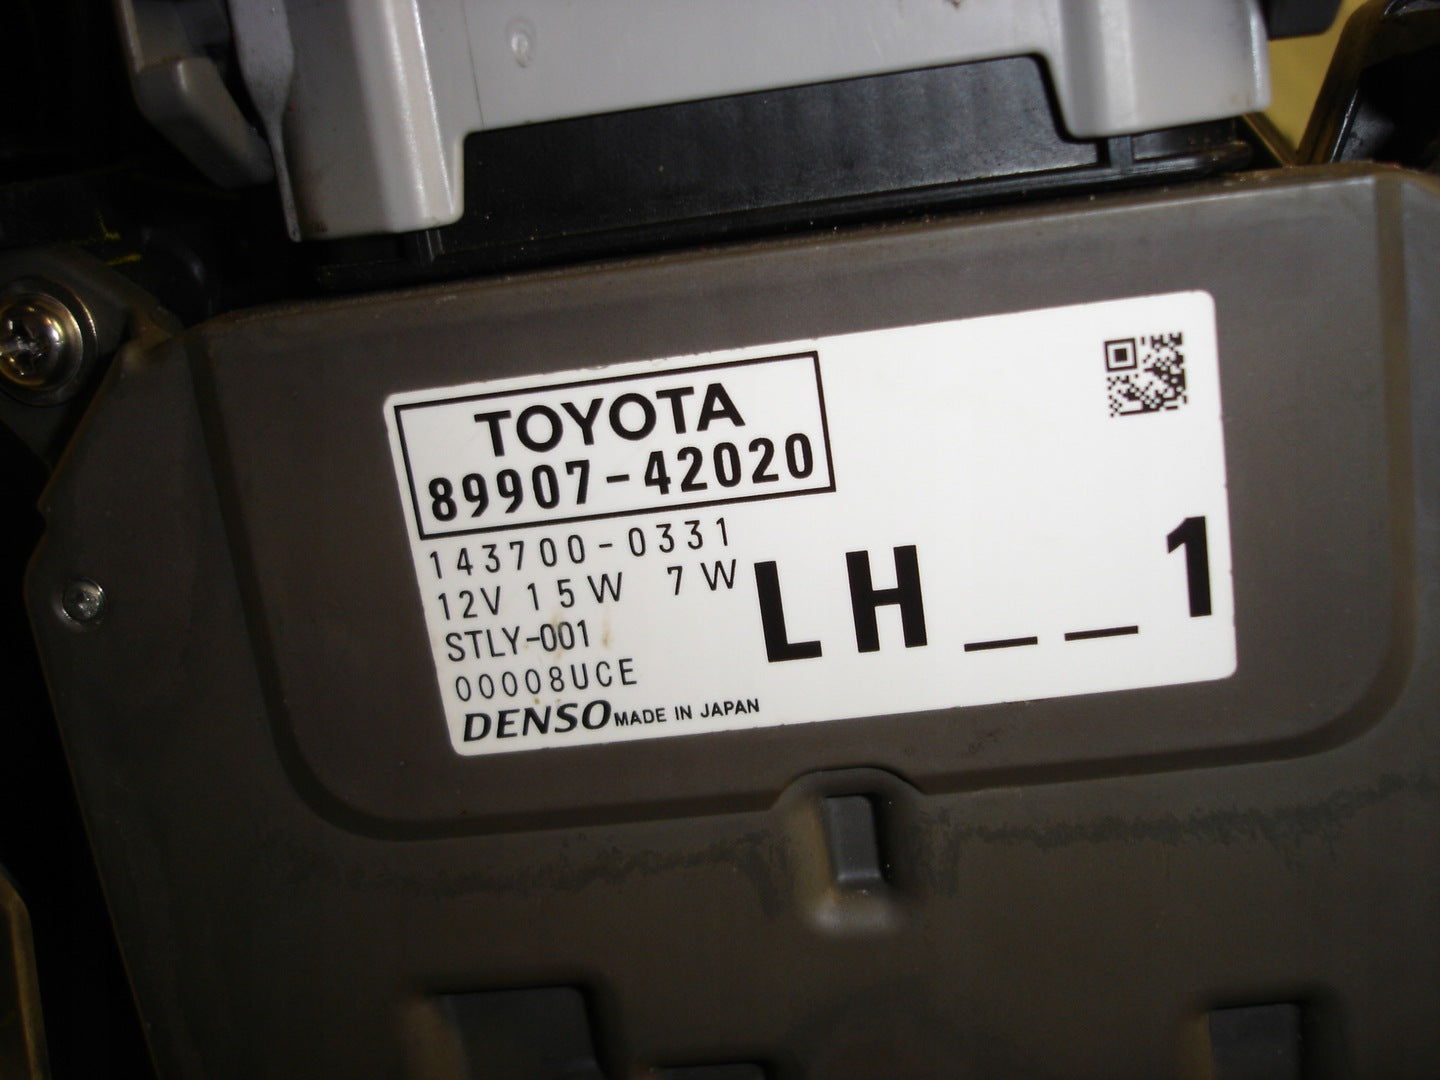 TOYOTA
89907-42020
143700-0331
12V 15W 7W
STLY-001
00008UCE
DENSO MADE IN JAPAN
LH__1